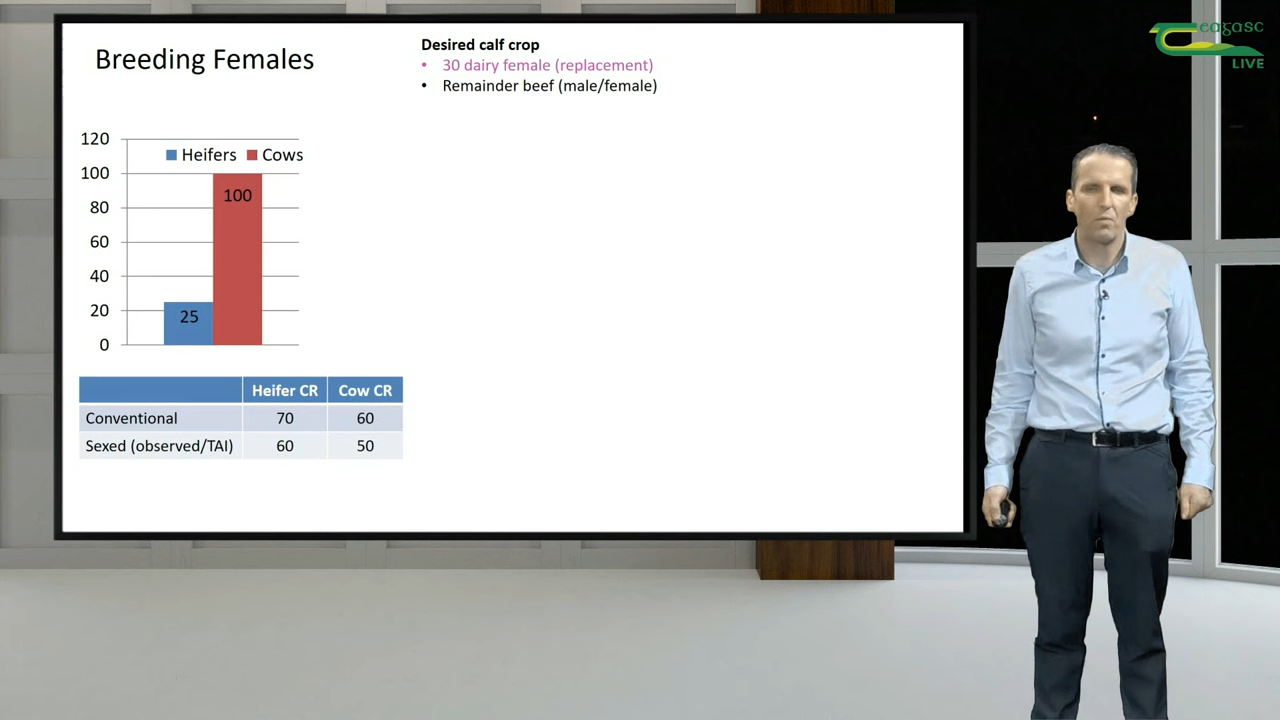 Breeding Females
Desired calf crop
• 30 dairy female (replacement)
• Remainder beef (male/female)
120
100
80
60
40
20
0
Heifers Cows
100
25
Heifer CR Cow CR
Conventional 70 60
Sexed (observed/TAI) 60 50
teagasc
LIVE